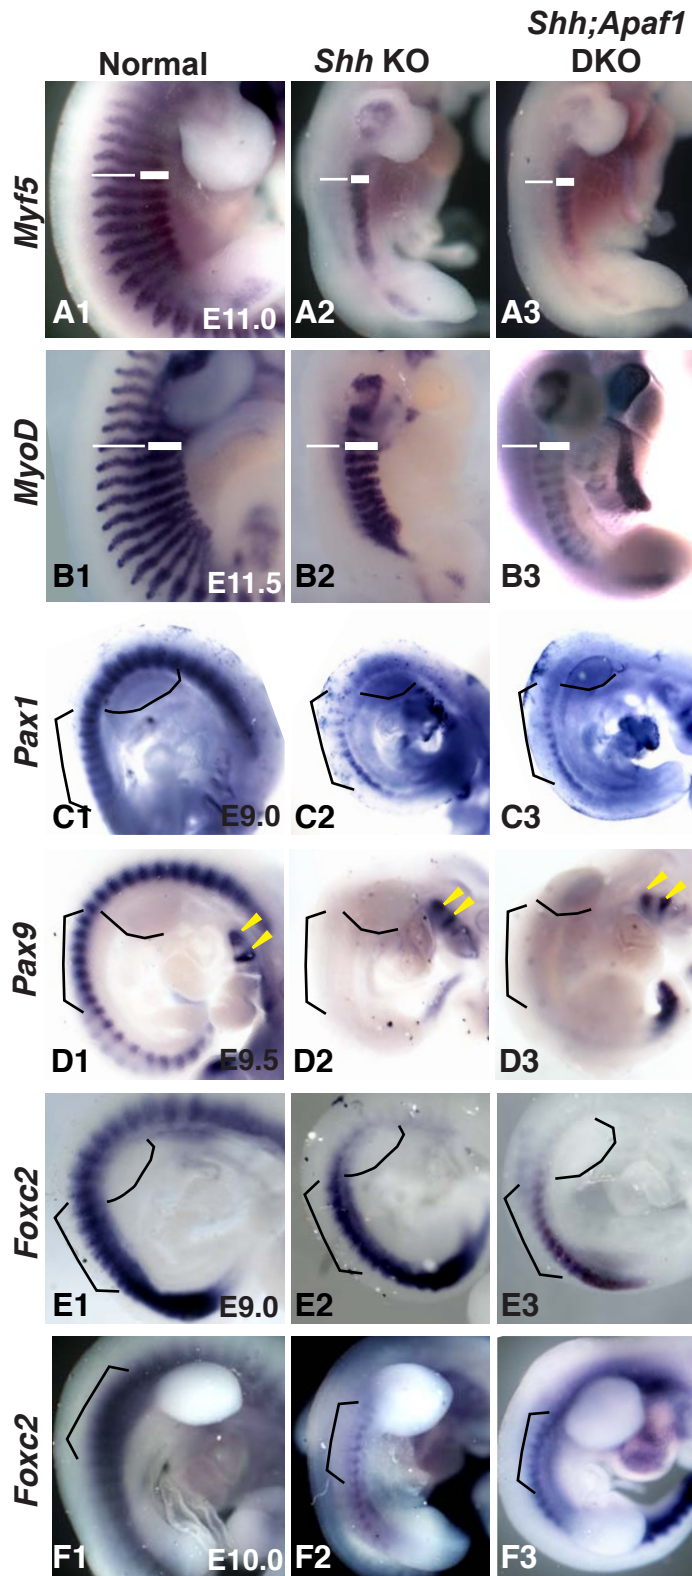 Shh;Apaf1
Normal Shh KO DKO
Myf5
A1 E11.0 A2 A3
MyoD
B1 E11.5 B2 B3
Pax1
C1 E9.0 C2 C3
Pax9
D1 E9.5 D2 D3
Foxc2
E1 E9.0 E2 E3
Foxc2
F1 E10.0 F2 F3